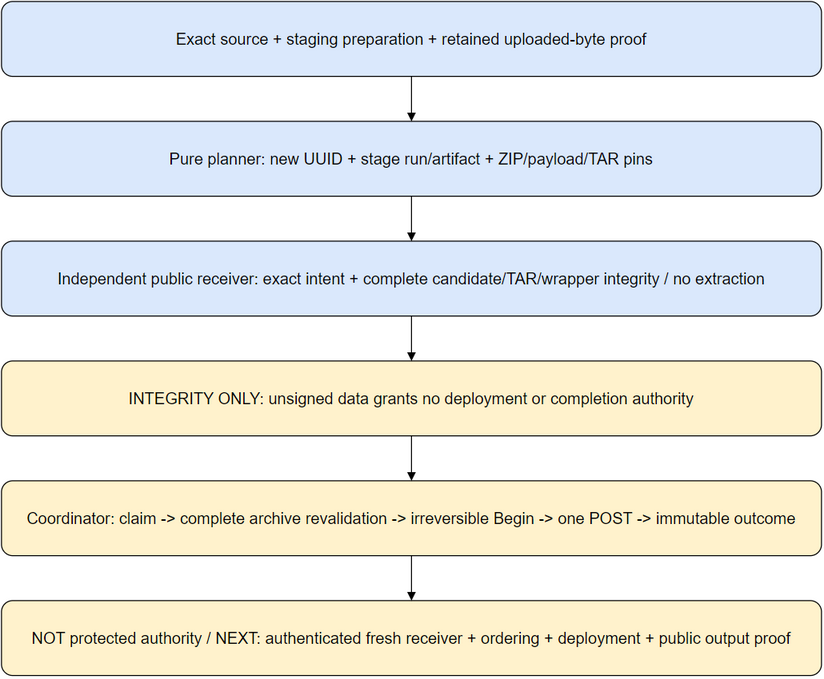 Exact source + staging preparation + retained uploaded-byte proof
Pure planner: new UUID + stage run/artifact + ZIP/payload/TAR pins
Independent public receiver: exact intent + complete candidate/TAR/wrapper integrity / no extraction
INTEGRITY ONLY: unsigned data grants no deployment or completion authority
Coordinator: claim -> complete archive revalidation -> irreversible Begin -> one POST -> immutable outcome
NOT protected authority / NEXT: authenticated fresh receiver + ordering + deployment + public output proof